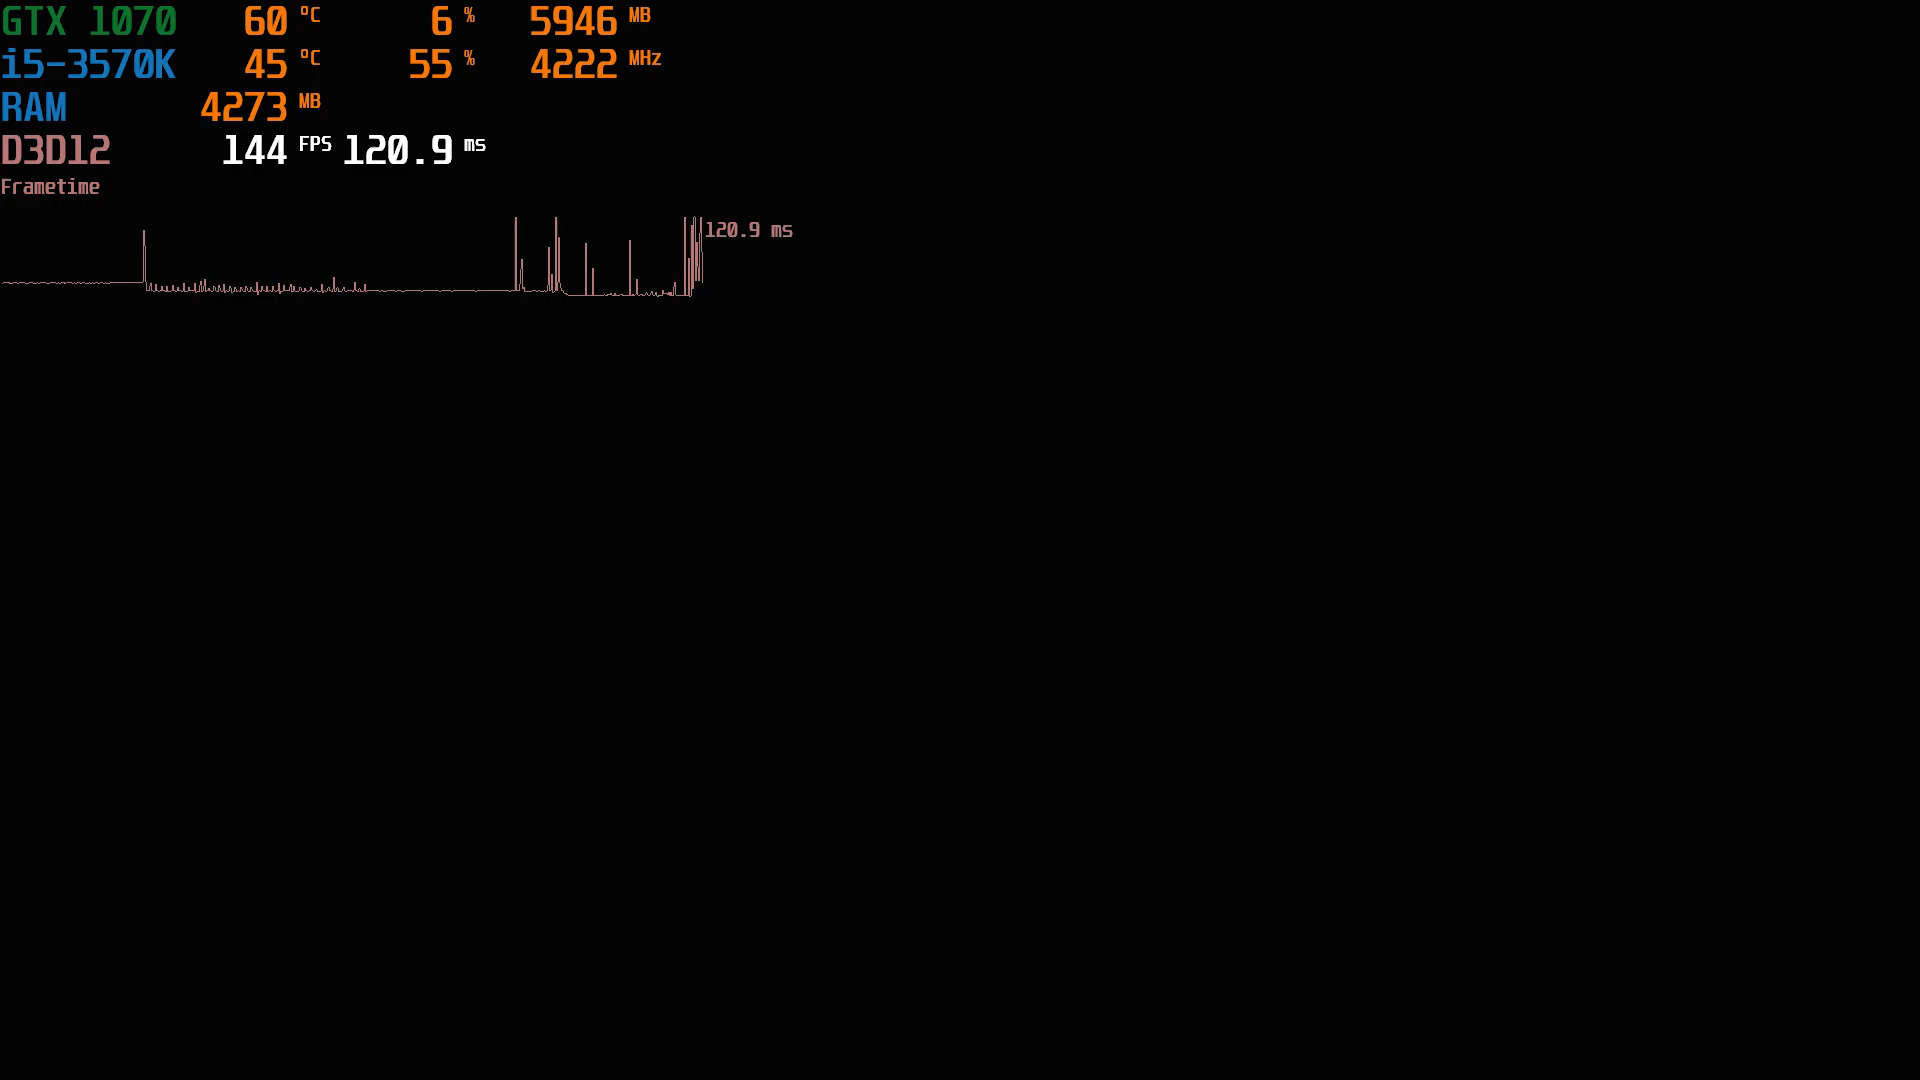 GTX 1070 60 °C 6 % 5946 MB
i5-3570K 45 °C 55 % 4222 MHz
RAM 4273 MB
D3D12 144 FPS 120.9 ms
Frametime
120.9 ms